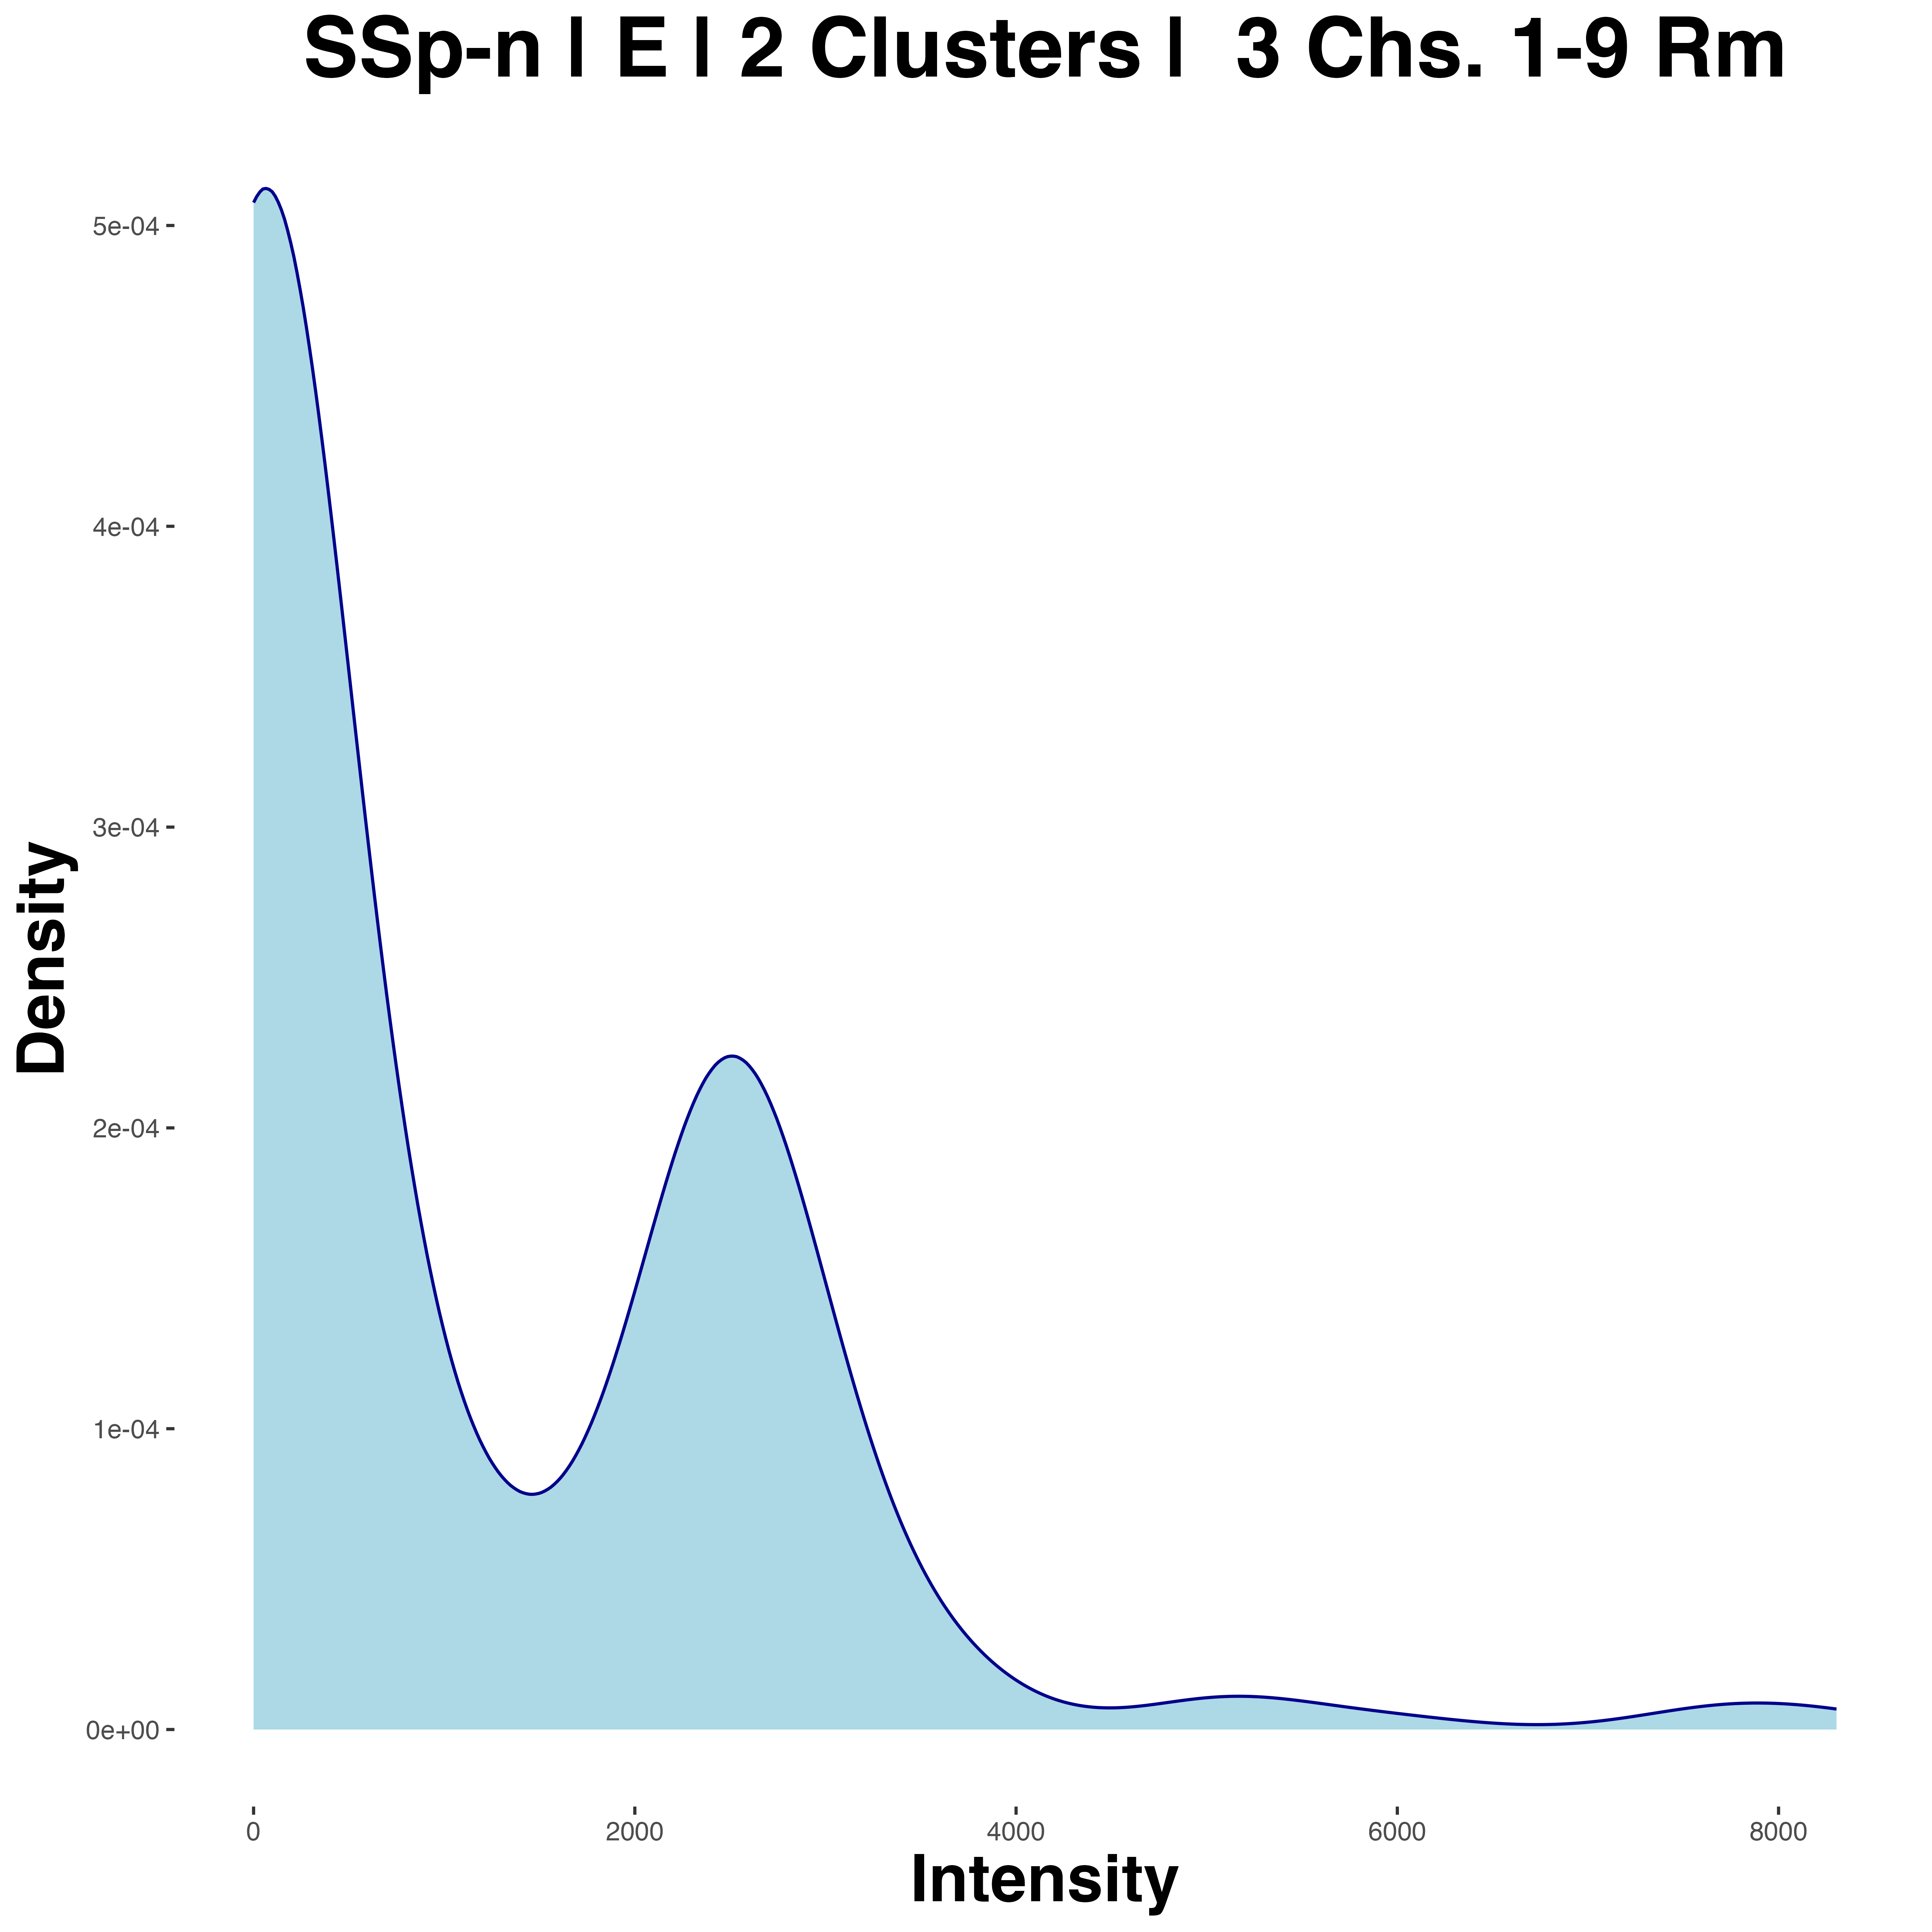 SSp-n | E | 2 Clusters |  3 Chs. 1-9 Rm
5e-04
4e-04
3e-04
2e-04
1e-04
0e+00
Density
0 2000 4000 6000 8000
Intensity